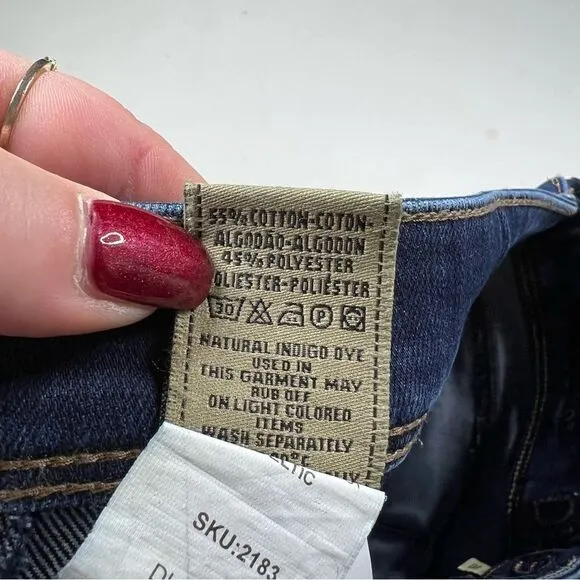 55% COTTON-COTON-
ALGODÃO-ALGODON
45% POLYESTER
POLIESTER-POLIÉSTER
30
P
NATURAL INDIGO DYE
USED IN
THIS GARMENT MAY
RUB OFF
ON LIGHT COLORED
ITEMS
WASH SEPARATELY
SKU:2183